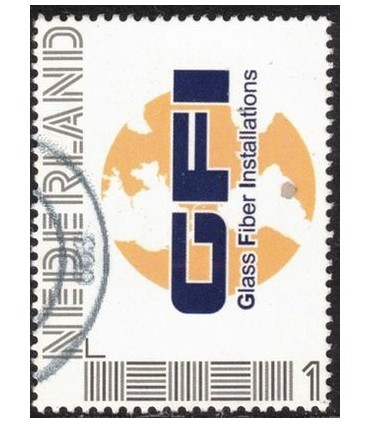 NEDERLAND
GFI
Glass Fiber Installations
1